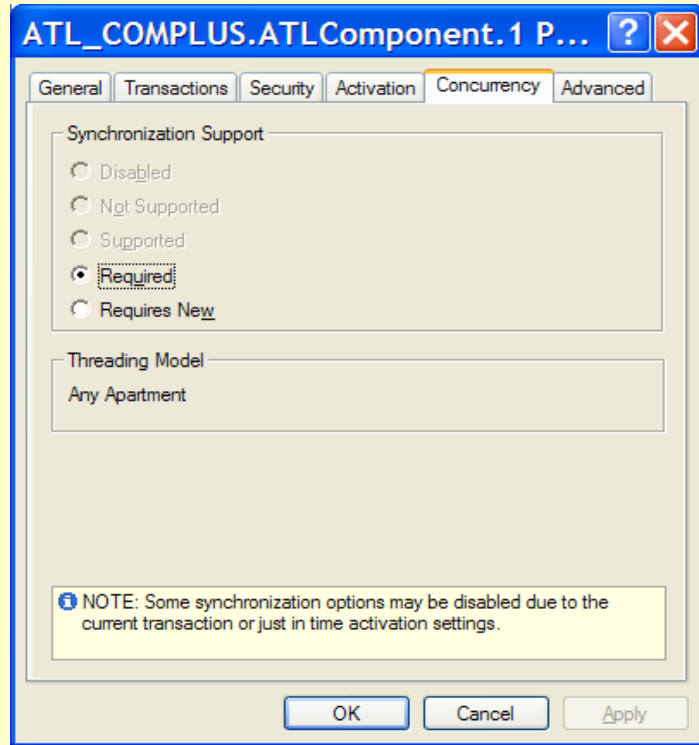 ATL_COMPLUS.ATLComponent.1 P...
General Transactions Security Activation Concurrency Advanced
Synchronization Support
Disabled
Not Supported
Supported
Required
Requires New
Threading Model
Any Apartment
NOTE: Some synchronization options may be disabled due to the
current transaction or just in time activation settings.
OK Cancel Apply